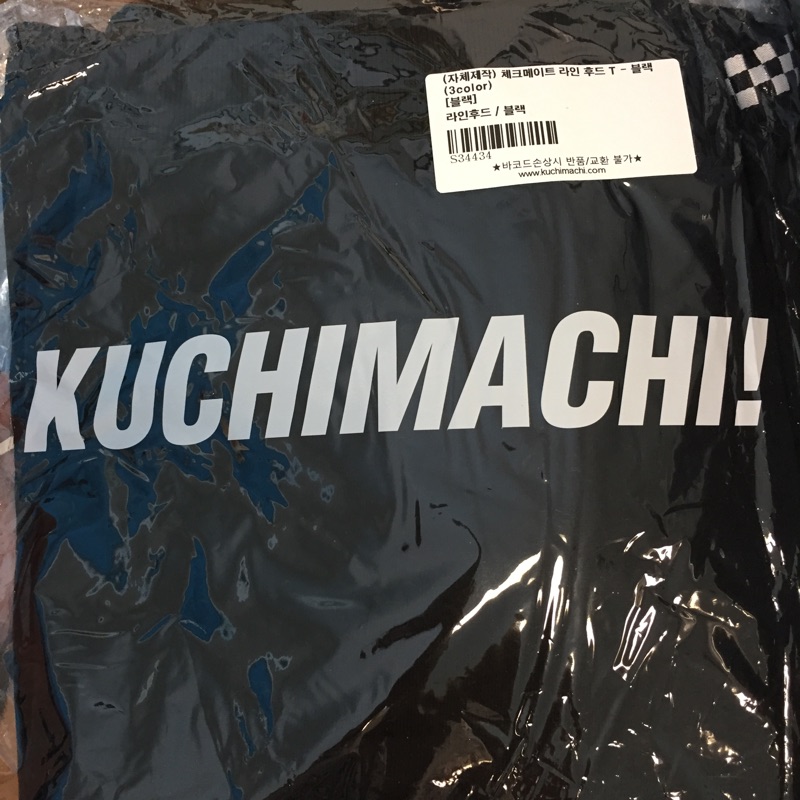 (자체제작) 체크메이트 라인 후드 T - 블랙
(3color)
[블랙]
라인후드 / 블랙
S34434
★바코드손상시 반품/교환 불가★
www.kuchimachi.com
KUCHIMACHI!